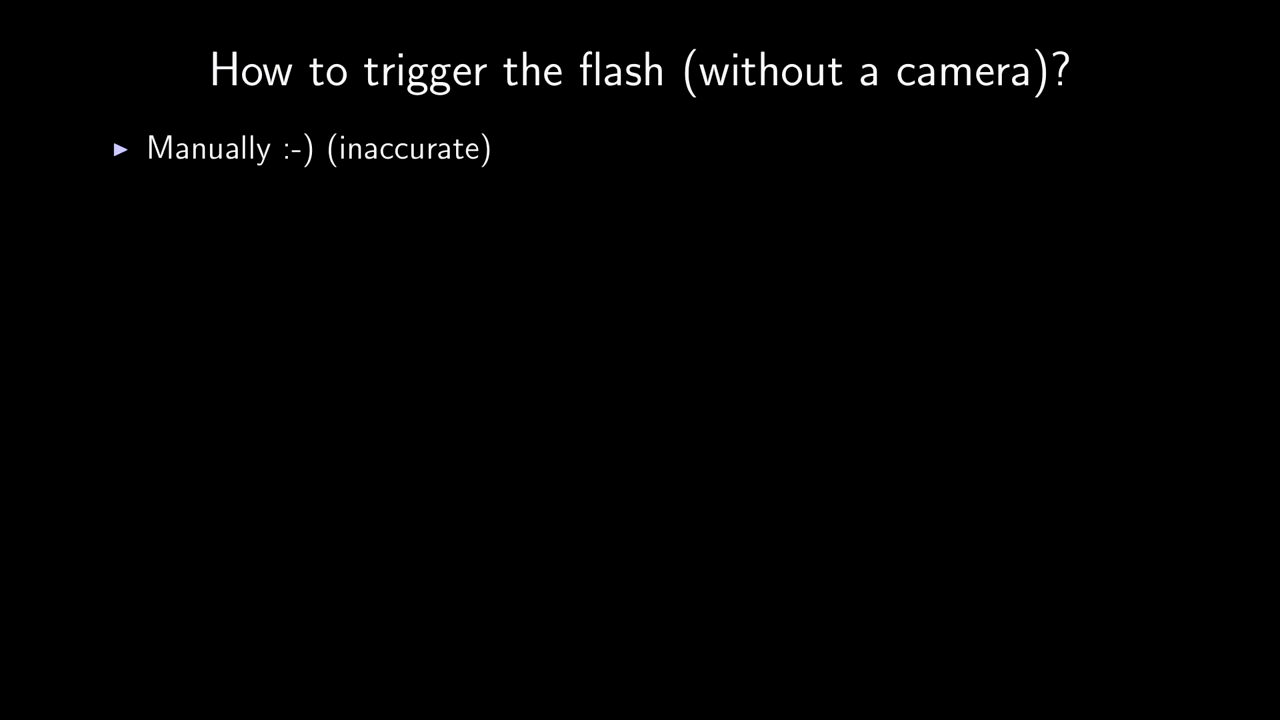 How to trigger the flash (without a camera)?
▶ Manually :-) (inaccurate)